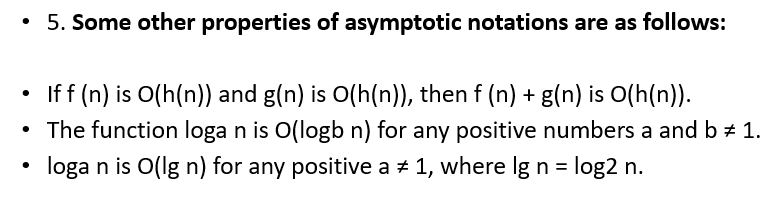 • 5. Some other properties of asymptotic notations are as follows:
• If f (n) is O(h(n)) and g(n) is O(h(n)), then f (n) + g(n) is O(h(n)).
• The function loga n is O(logb n) for any positive numbers a and b ≠ 1.
• loga n is O(lg n) for any positive a ≠ 1, where lg n = log2 n.